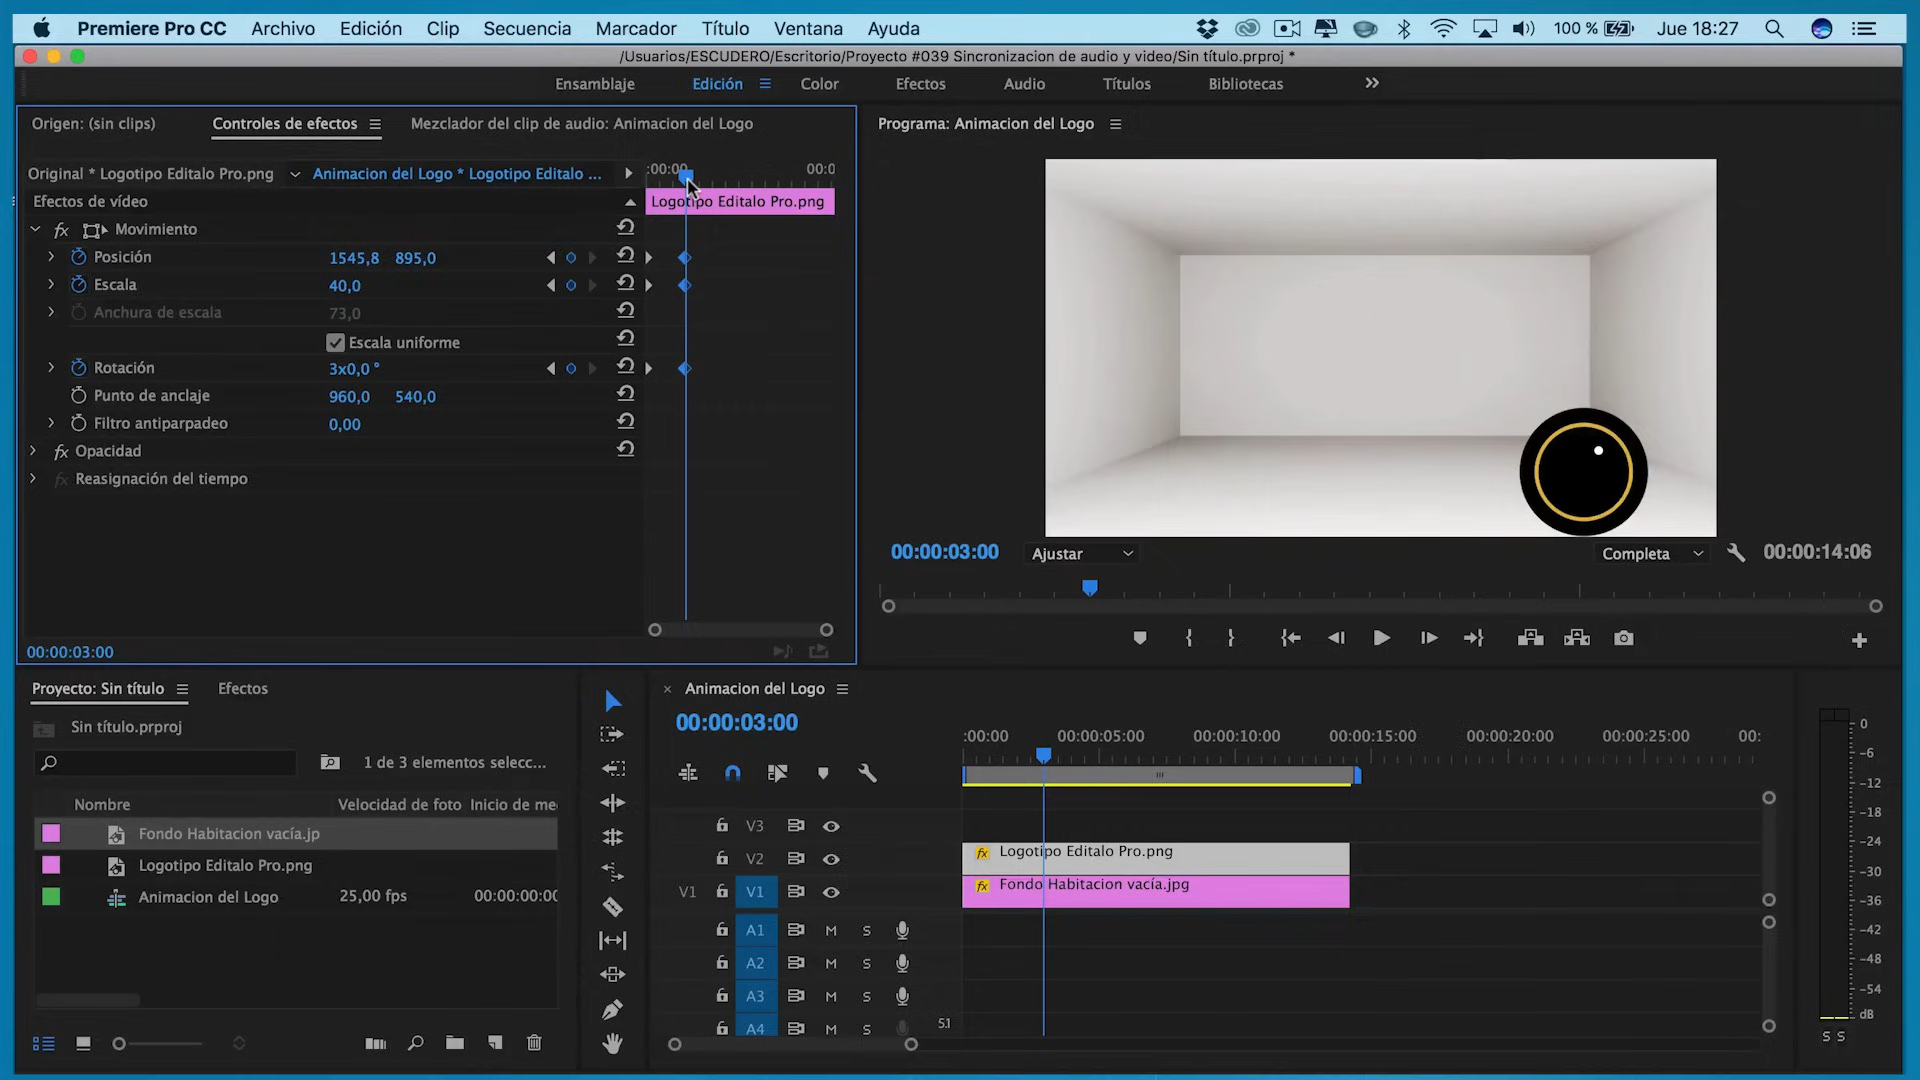 Premiere Pro CC Archivo Edición Clip Secuencia Marcador Título Ventana Ayuda 100 % Jue 18:27
/Usuarios/ESCUDERO/Escritorio/Proyecto #039 Sincronizacion de audio y video/Sin título.prproj *
Ensamblaje Edición Color Efectos Audio Títulos Bibliotecas
Origen: (sin clips) Controles de efectos Mezclador del clip de audio: Animacion del Logo
Programa: Animacion del Logo
Original * Logotipo Editalo Pro.png Animacion del Logo * Logotipo Editalo ... :00:00 00:0
Efectos de vídeo Logotipo Editalo Pro.png
fx Movimiento
Posición 1545,8 895,0
Escala 40,0
Anchura de escala 73,0
Escala uniforme
Rotación 3x0,0 °
Punto de anclaje 960,0 540,0
Filtro antiparpadeo 0,00
fx Opacidad
fx Reasignación del tiempo
00:00:03:00 Ajustar Completa 00:00:14:06
00:00:03:00
Proyecto: Sin título Efectos
Sin título.prproj
1 de 3 elementos selecc...
Nombre Velocidad de foto Inicio de me
Fondo Habitacion vacía.jp
Logotipo Editalo Pro.png
Animacion del Logo 25,00 fps 00:00:00:00
× Animacion del Logo
00:00:03:00
:00:00 00:00:05:00 00:00:10:00 00:00:15:00 00:00:20:00 00:00:25:00 00:
V3
V2 fx Logotipo Editalo Pro.png
V1 V1 fx Fondo Habitacion vacía.jpg
A1 M S
A2 M S
A3 M S
A4 M S 5.1
0
-6
-12
-18
-24
-30
-36
-42
-48
-54
dB
S S